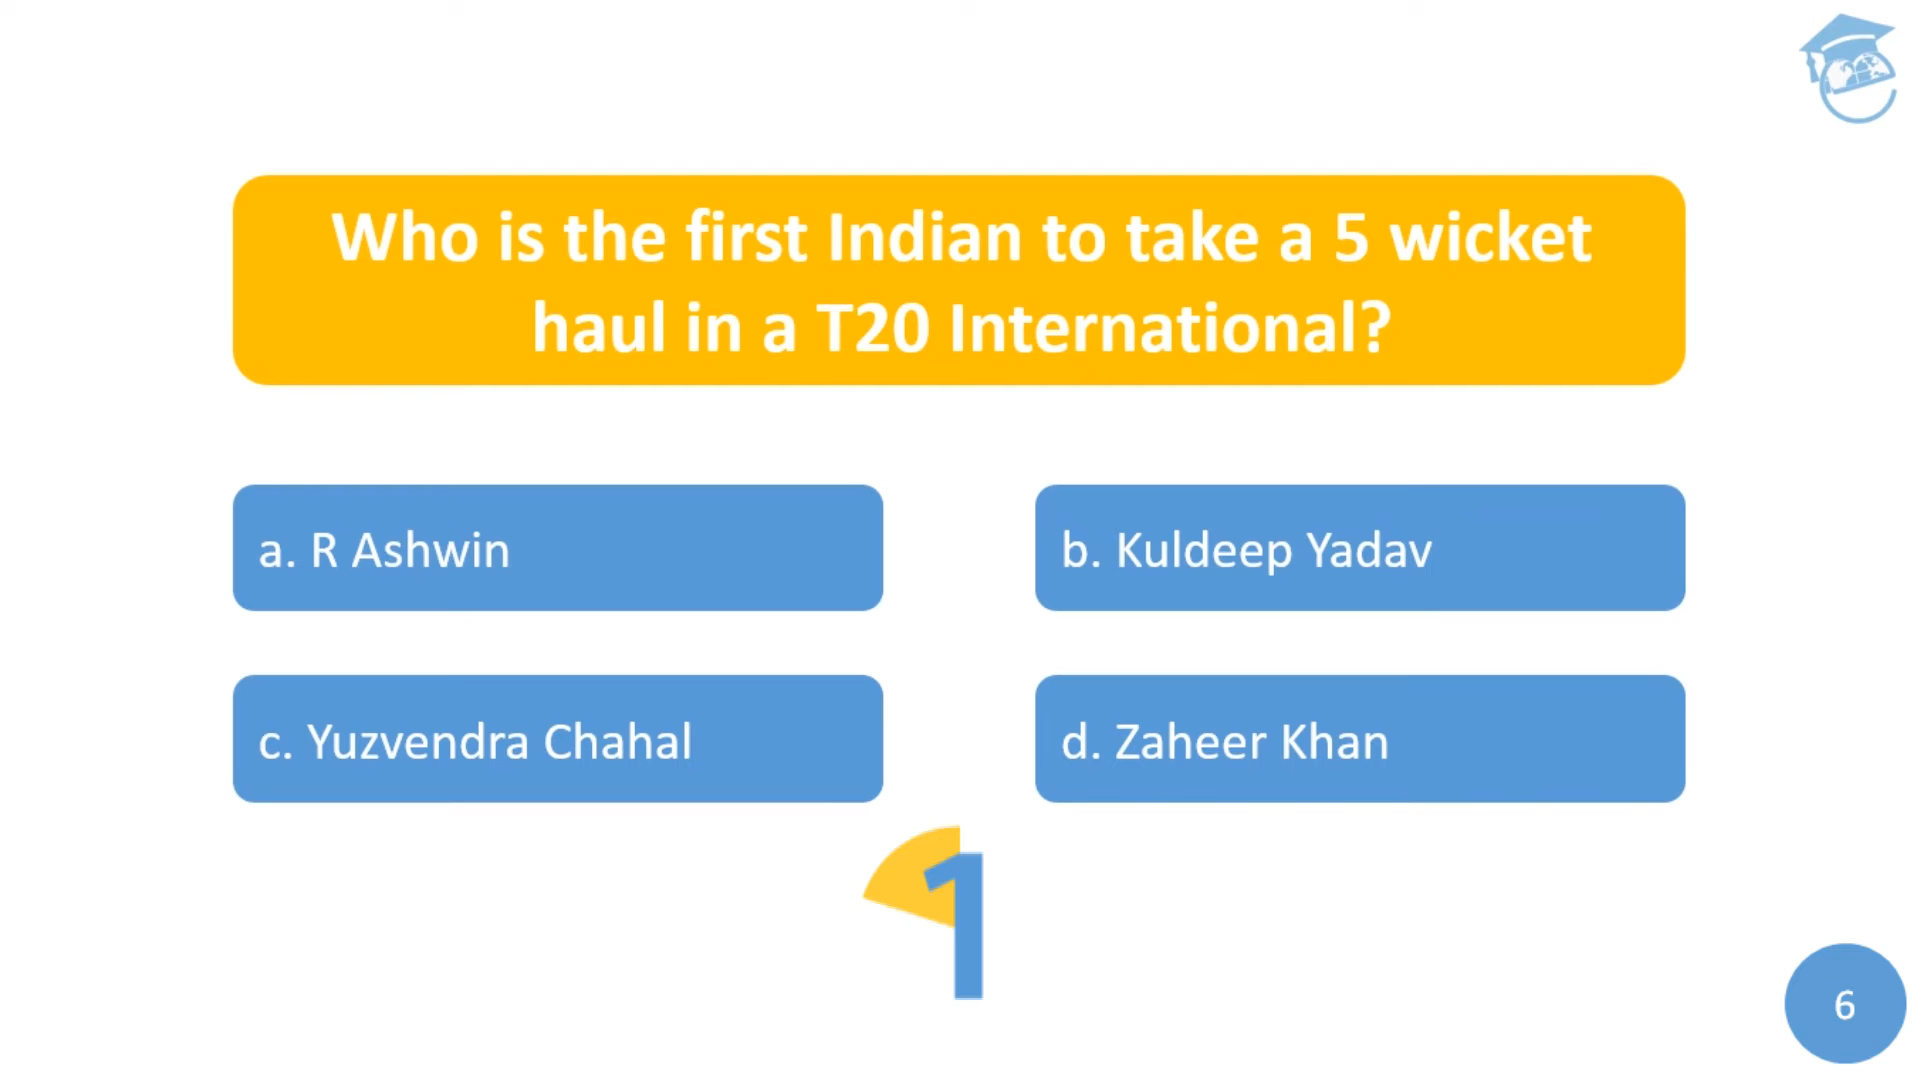 Who is the first Indian to take a 5 wicket
haul in a T20 International?
a. R Ashwin
b. Kuldeep Yadav
c. Yuzvendra Chahal
d. Zaheer Khan
1
6